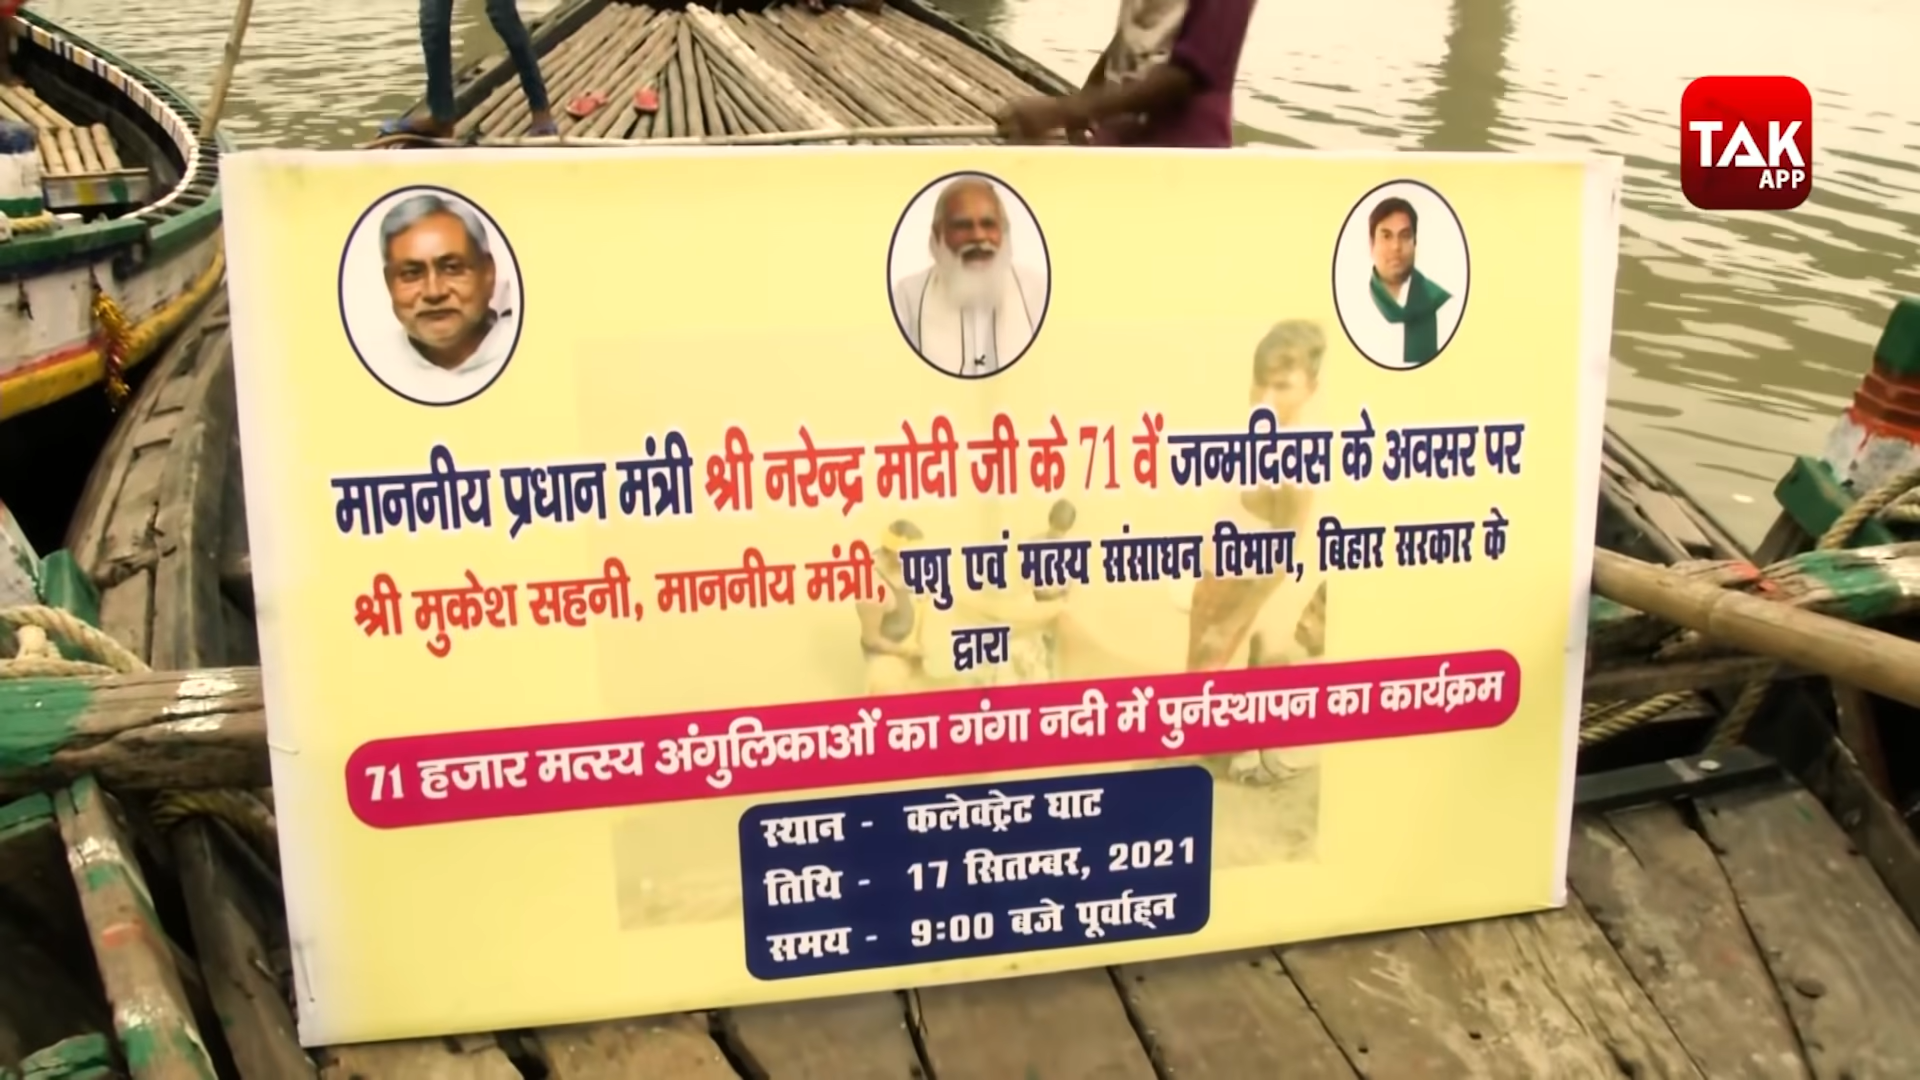 TAK
APP
माननीय प्रधान मंत्री श्री नरेन्द्र मोदी जी के 71 वें जन्मदिवस के अवसर पर
श्री मुकेश सहनी, माननीय मंत्री, पशु एवं मत्स्य संसाधन विभाग, बिहार सरकार के
द्वारा
71 हजार मत्स्य अंगुलिकाओं का गंगा नदी में पुर्नस्थापन का कार्यक्रम
स्थान - कलेक्ट्रेट घाट
तिथि - 17 सितम्बर, 2021
समय - 9:00 बजे पूर्वाह्न